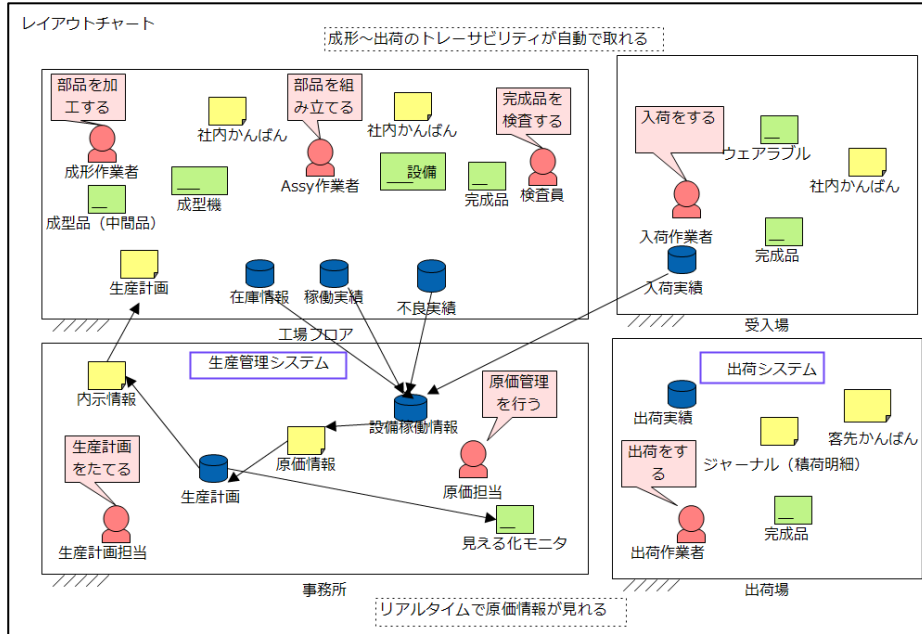 レイアウトチャート
成形～出荷のトレーサビリティが自動で取れる
部品を加
工する
成形作業者
社内かんばん
部品を組
み立てる
Assy作業者
社内かんばん
完成品を
検査する
検査員
成型品（中間品）
成型機
設備
完成品
生産計画
在庫情報
稼働実績
不良実績
工場フロア
入荷をする
入荷作業者
ウェアラブル
社内かんばん
完成品
入荷実績
受入場
生産管理システム
内示情報
設備稼働情報
原価管理
を行う
原価担当
原価情報
生産計画
生産計画
をたてる
生産計画担当
見える化モニタ
事務所
出荷システム
出荷実績
ジャーナル（積荷明細）
客先かんばん
出荷をす
る
出荷作業者
完成品
出荷場
リアルタイムで原価情報が見れる